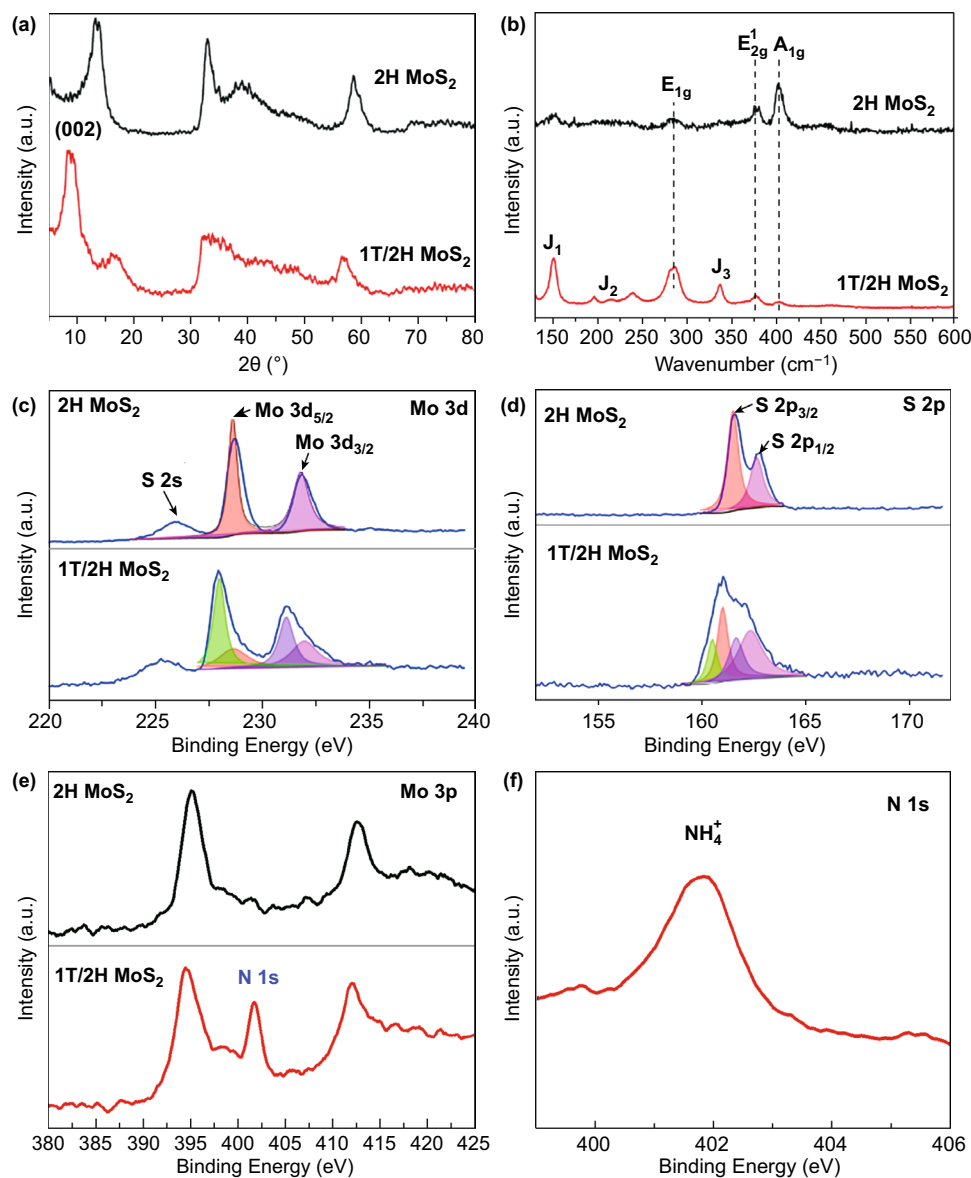 (a)
2H MoS₂
(002)
1T/2H MoS₂
Intensity (a.u.)
10 20 30 40 50 60 70 80
2θ (°)
(b)
E¹₂g A₁g
E₁g
2H MoS₂
J₁
J₂
J₃
1T/2H MoS₂
Intensity (a.u.)
150 200 250 300 350 400 450 500 550 600
Wavenumber (cm⁻¹)
(c)
2H MoS₂
Mo 3d₅/₂
Mo 3d
Mo 3d₃/₂
S 2s
1T/2H MoS₂
Intensity (a.u.)
220 225 230 235 240
Binding Energy (eV)
(d)
S 2p
2H MoS₂
S 2p₃/₂
S 2p₁/₂
1T/2H MoS₂
Intensity (a.u.)
155 160 165 170
Binding Energy (eV)
(e)
2H MoS₂
Mo 3p
1T/2H MoS₂
N 1s
Intensity (a.u.)
380 385 390 395 400 405 410 415 420 425
Binding Energy (eV)
(f)
N 1s
NH₄⁺
Intensity (a.u.)
400 402 404 406
Binding Energy (eV)